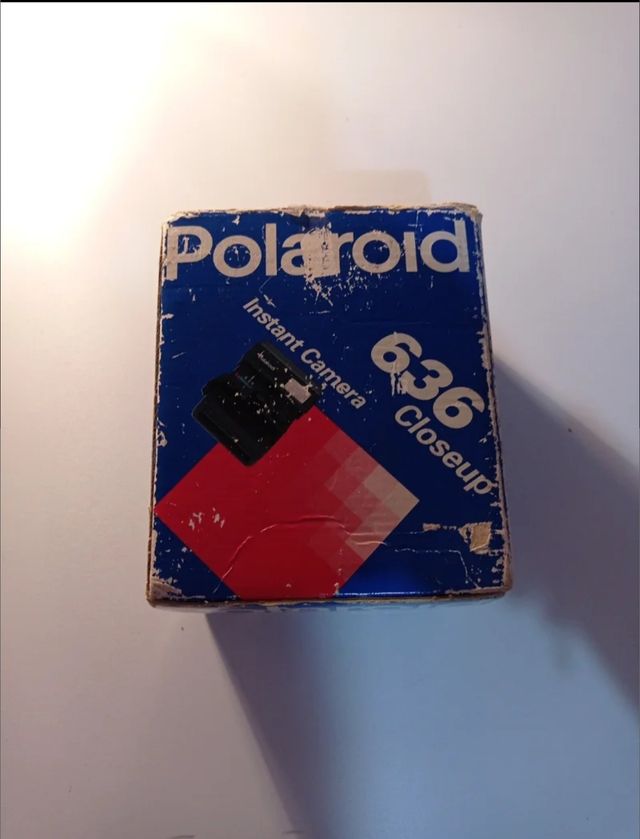 Polaroid
Instant Camera
636
Closeup